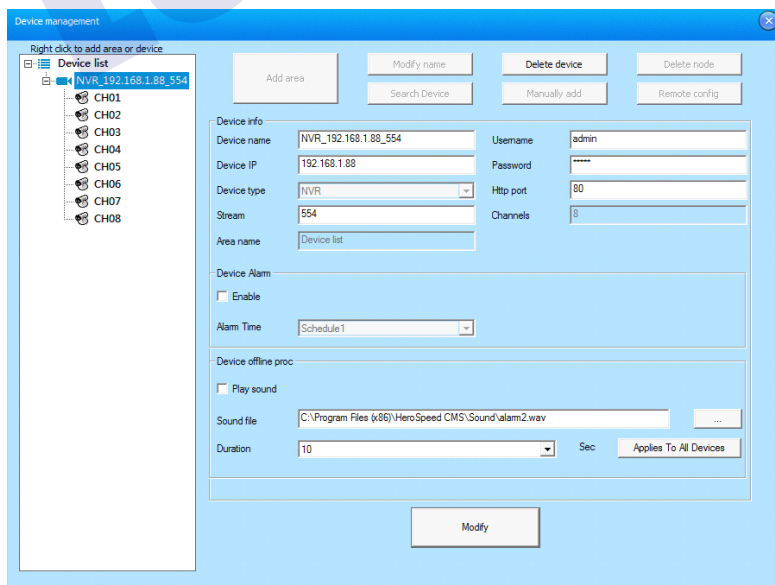 Device management
Right click to add area or device
Device list
NVR_192.168.1.88_554
CH01
CH02
CH03
CH04
CH05
CH06
CH07
CH08
Add area
Modify name
Delete device
Delete node
Search Device
Manually add
Remote config
Device info
Device name NVR_192.168.1.88_554 Username admin
Device IP 192.168.1.88 Password •••••
Device type NVR Http port 80
Stream 554 Channels 8
Area name Device list
Device Alarm
Enable
Alarm Time Schedule1
Device offline proc
Play sound
Sound file C:\Program Files (x86)\HeroSpeed CMS\Sound\alarm2.wav ...
Duration 10 Sec Applies To All Devices
Modify